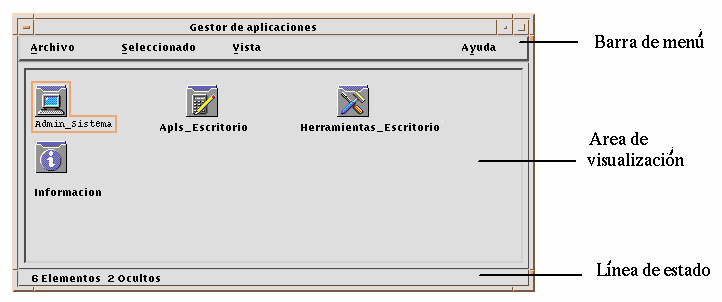 Gestor de aplicaciones
Archivo Seleccionado Vista Ayuda
Barra de menú
Admin_Sistema
Apls_Escritorio
Herramientas_Escritorio
Informacion
Area de
visualización
6 Elementos 2 Ocultos
Línea de estado